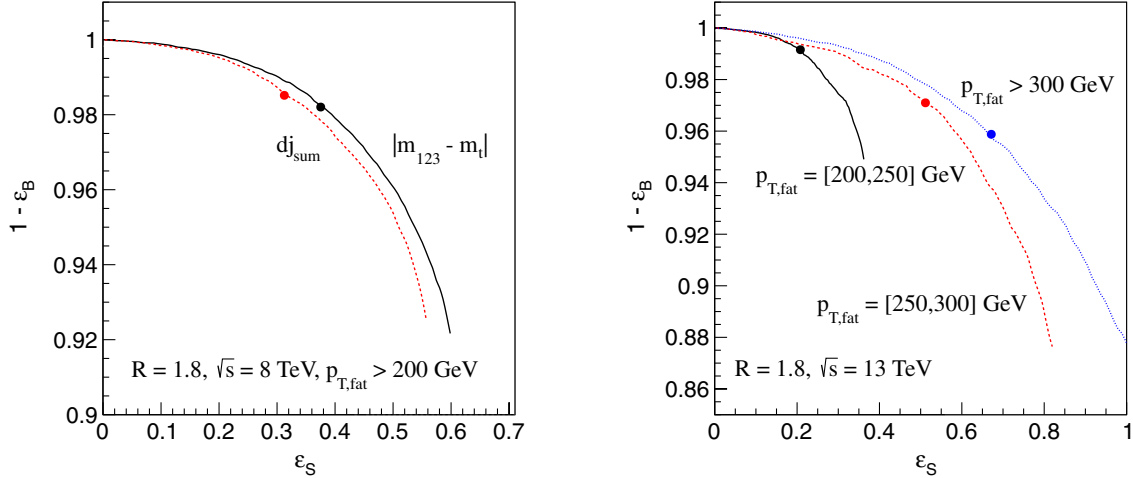 1
0.98
0.96
0.94
0.92
0.9
1 - ε_B
dj_sum
|m_123 - m_t|
R = 1.8, √s = 8 TeV, p_T,fat > 200 GeV
0 0.1 0.2 0.3 0.4 0.5 0.6 0.7
ε_S
1
0.98
0.96
0.94
0.92
0.9
0.88
0.86
1 - ε_B
p_T,fat > 300 GeV
p_T,fat = [200,250] GeV
p_T,fat = [250,300] GeV
R = 1.8, √s = 13 TeV
0 0.2 0.4 0.6 0.8 1
ε_S